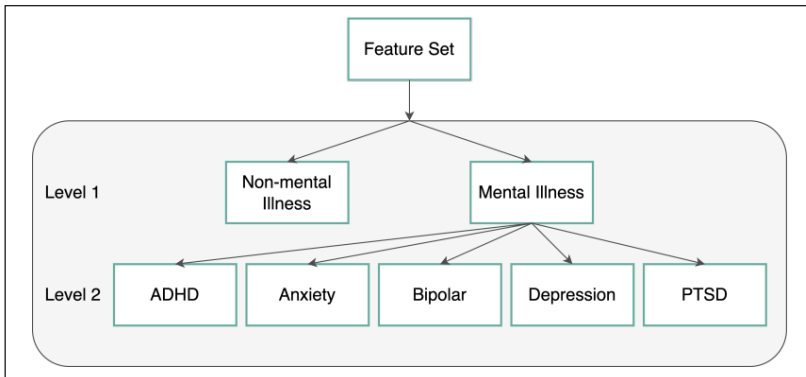 Feature Set
Level 1
Non-mental
Illness
Mental Illness
Level 2
ADHD
Anxiety
Bipolar
Depression
PTSD